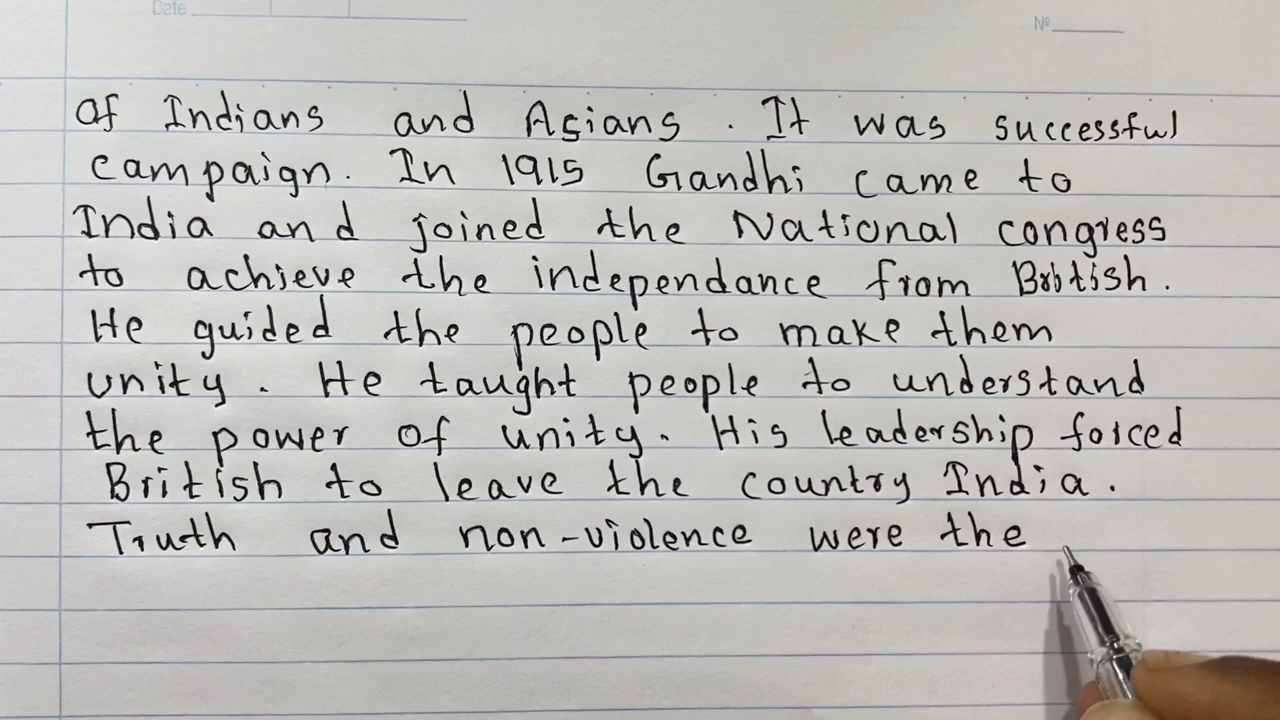 Date
Nº
of Indians and Asians. It was successful
campaign. In 1915 Gandhi came to
India and joined the National congress
to achieve the independance from British.
He guided the people to make them
unity. He taught people to understand
the power of unity. His leadership forced
British to leave the country India.
Truth and non-violence were the